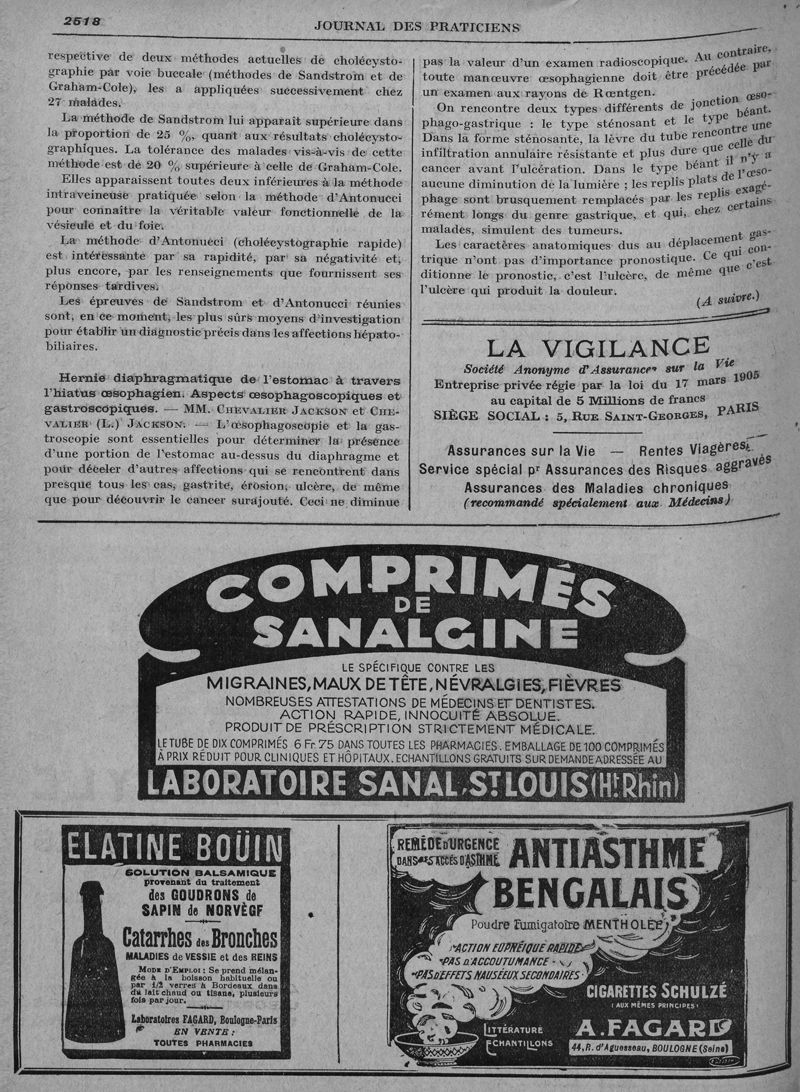 2518
JOURNAL DES PRATICIENS
respective de deux méthodes actuelles de cholécysto-
graphie par voie buccale (méthodes de Sandstrom et de
Graham-Cole), les a appliquées successivement chez
27 malades.
La méthode de Sandstrom lui apparaît supérieure dans
la proportion de 25 %, quant aux résultats cholécysto-
graphiques. La tolérance des malades vis-à-vis de cette
méthode est de 20 % supérieure à celle de Graham-Cole.
Elles apparaissent toutes deux inférieures à la méthode
intraveineuse pratiquée selon la méthode d'Antonucci
pour connaître la véritable valeur fonctionnelle de la
vésicule et du foie.
La méthode d'Antonucci (cholécystographie rapide)
est intéressante par sa rapidité, par sa négativité et,
plus encore, par les renseignements que fournissent ses
réponses tardives.
Les épreuves de Sandstrom et d'Antonucci réunies
sont, en ce moment, les plus sûrs moyens d'investigation
pour établir un diagnostic précis dans les affections hépato-
biliaires.
Hernie diaphragmatique de l'estomac à travers
l'hiatus œsophagien. Aspects œsophagoscopiques et
gastroscopiques. — MM. CHEVALIER JACKSON et CHE-
VALIER (L.) JACKSON. — L'œsophagoscopie et la gas-
troscopie sont essentielles pour déterminer la présence
d'une portion de l'estomac au-dessus du diaphragme et
pour déceler d'autres affections qui se rencontrent dans
presque tous les cas, gastrite, érosion, ulcère, de même
que pour découvrir le cancer surajouté. Ceci ne diminue
pas la valeur d'un examen radioscopique. Au contraire,
toute manœuvre œsophagienne doit être précédée par
un examen aux rayons de Rœntgen.
On rencontre deux types différents de jonction œso-
phago-gastrique : le type sténosant et le type béant.
Dans la forme sténosante, la lèvre du tube rencontre une
infiltration annulaire résistante et plus dure que celle du
cancer avant l'ulcération. Dans le type béant il n'y a
aucune diminution de la lumière ; les replis plats de l'œso-
phage sont brusquement remplacés par les replis exagé-
rément longs du genre gastrique, et qui, chez certains
malades, simulent des tumeurs.
Les caractères anatomiques dus au déplacement gas-
trique n'ont pas d'importance pronostique. Ce qui con-
ditionne le pronostic, c'est l'ulcère, de même que c'est
l'ulcère qui produit la douleur.
(A suivre.)
LA VIGILANCE
Société Anonyme d'Assurances sur la Vie
Entreprise privée régie par la loi du 17 mars 1905
au capital de 5 Millions de francs
SIÈGE SOCIAL : 5, RUE SAINT-GEORGES, PARIS
Assurances sur la Vie — Rentes Viagères
Service spécial pr Assurances des Risques aggravés
Assurances des Maladies chroniques
(recommandé spécialement aux Médecins)
COMPRIMÉS
DE
SANALGINE
LE SPÉCIFIQUE CONTRE LES
MIGRAINES, MAUX DE TÊTE, NÉVRALGIES, FIÈVRES
NOMBREUSES ATTESTATIONS DE MÉDECINS ET DENTISTES.
ACTION RAPIDE, INNOCUITÉ ABSOLUE.
PRODUIT DE PRÉSCRIPTION STRICTEMENT MÉDICALE.
LE TUBE DE DIX COMPRIMÉS 6 Fr. 75 DANS TOUTES LES PHARMACIES. EMBALLAGE DE 100 COMPRIMÉS
À PRIX RÉDUIT POUR CLINIQUES ET HÔPITAUX. ECHANTILLONS GRATUITS SUR DEMANDE ADRESSÉE AU
LABORATOIRE SANAL, ST LOUIS (Ht. Rhin)
ELATINE BOÜIN
SOLUTION BALSAMIQUE
provenant du traitement
des GOUDRONS de
SAPIN de NORVÈGE
Catarrhes des Bronches
MALADIES de VESSIE et des REINS
MODE D'EMPLOI : Se prend mélan-
gée à la boisson habituelle ou
par 1/2 verres à Bordeaux dans
du lait chaud ou tisane, plusieurs
fois par jour.
Laboratoires FAGARD, Boulogne-Paris
EN VENTE :
TOUTES PHARMACIES
REMÈDE D'URGENCE
DANS LES ACCÈS D'ASTHME
ANTIASTHME
BENGALAIS
Poudre Fumigatoire MENTHOLÉE
ACTION EUPNÉIQUE RAPIDE
PAS D'ACCOUTUMANCE
PAS D'EFFETS NAUSÉEUX SECONDAIRES
CIGARETTES SCHULZÉ
(AUX MÊMES PRINCIPES)
LITTÉRATURE
ECHANTILLONS
A. FAGARD
44, R. d'Aguesseau, BOULOGNE (Seine)